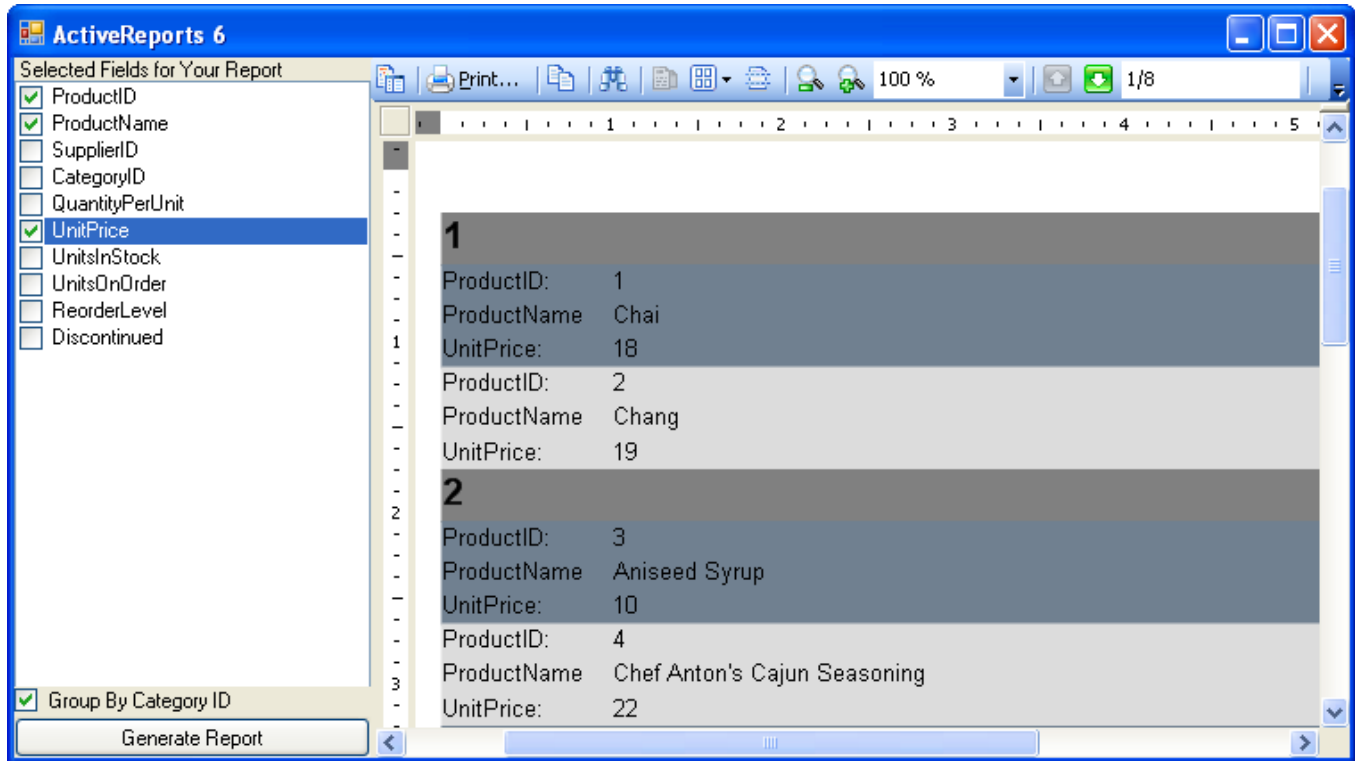 ActiveReports 6
Selected Fields for Your Report
ProductID
ProductName
SupplierID
CategoryID
QuantityPerUnit
UnitPrice
UnitsInStock
UnitsOnOrder
ReorderLevel
Discontinued
Group By Category ID
Generate Report
Print... 100 % 1/8
1 2 3 4 5
1
ProductID: 1
ProductName Chai
UnitPrice: 18
ProductID: 2
ProductName Chang
UnitPrice: 19
2
ProductID: 3
ProductName Aniseed Syrup
UnitPrice: 10
ProductID: 4
ProductName Chef Anton's Cajun Seasoning
UnitPrice: 22
1
2
3